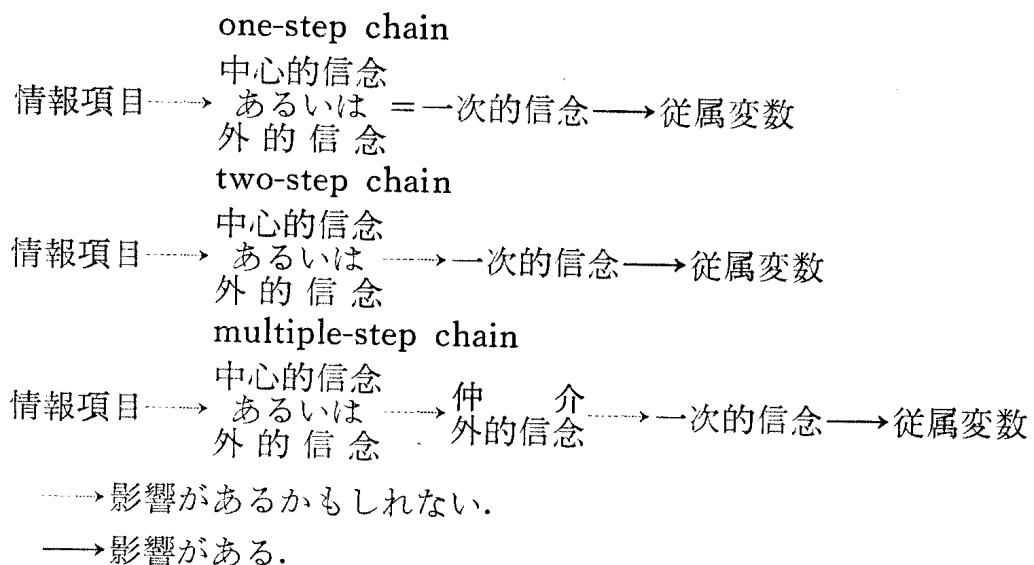 one-step chain
中心的信念
情報項目┈┈→ あるいは =一次的信念──→従属変数
外的信念
two-step chain
中心的信念
情報項目┈┈→ あるいは ┈┈→一次的信念──→従属変数
外的信念
multiple-step chain
中心的信念 仲介
情報項目┈┈→ あるいは ┈┈→ ┈┈→一次的信念──→従属変数
外的信念 外的信念
┈┈→影響があるかもしれない.
──→影響がある.